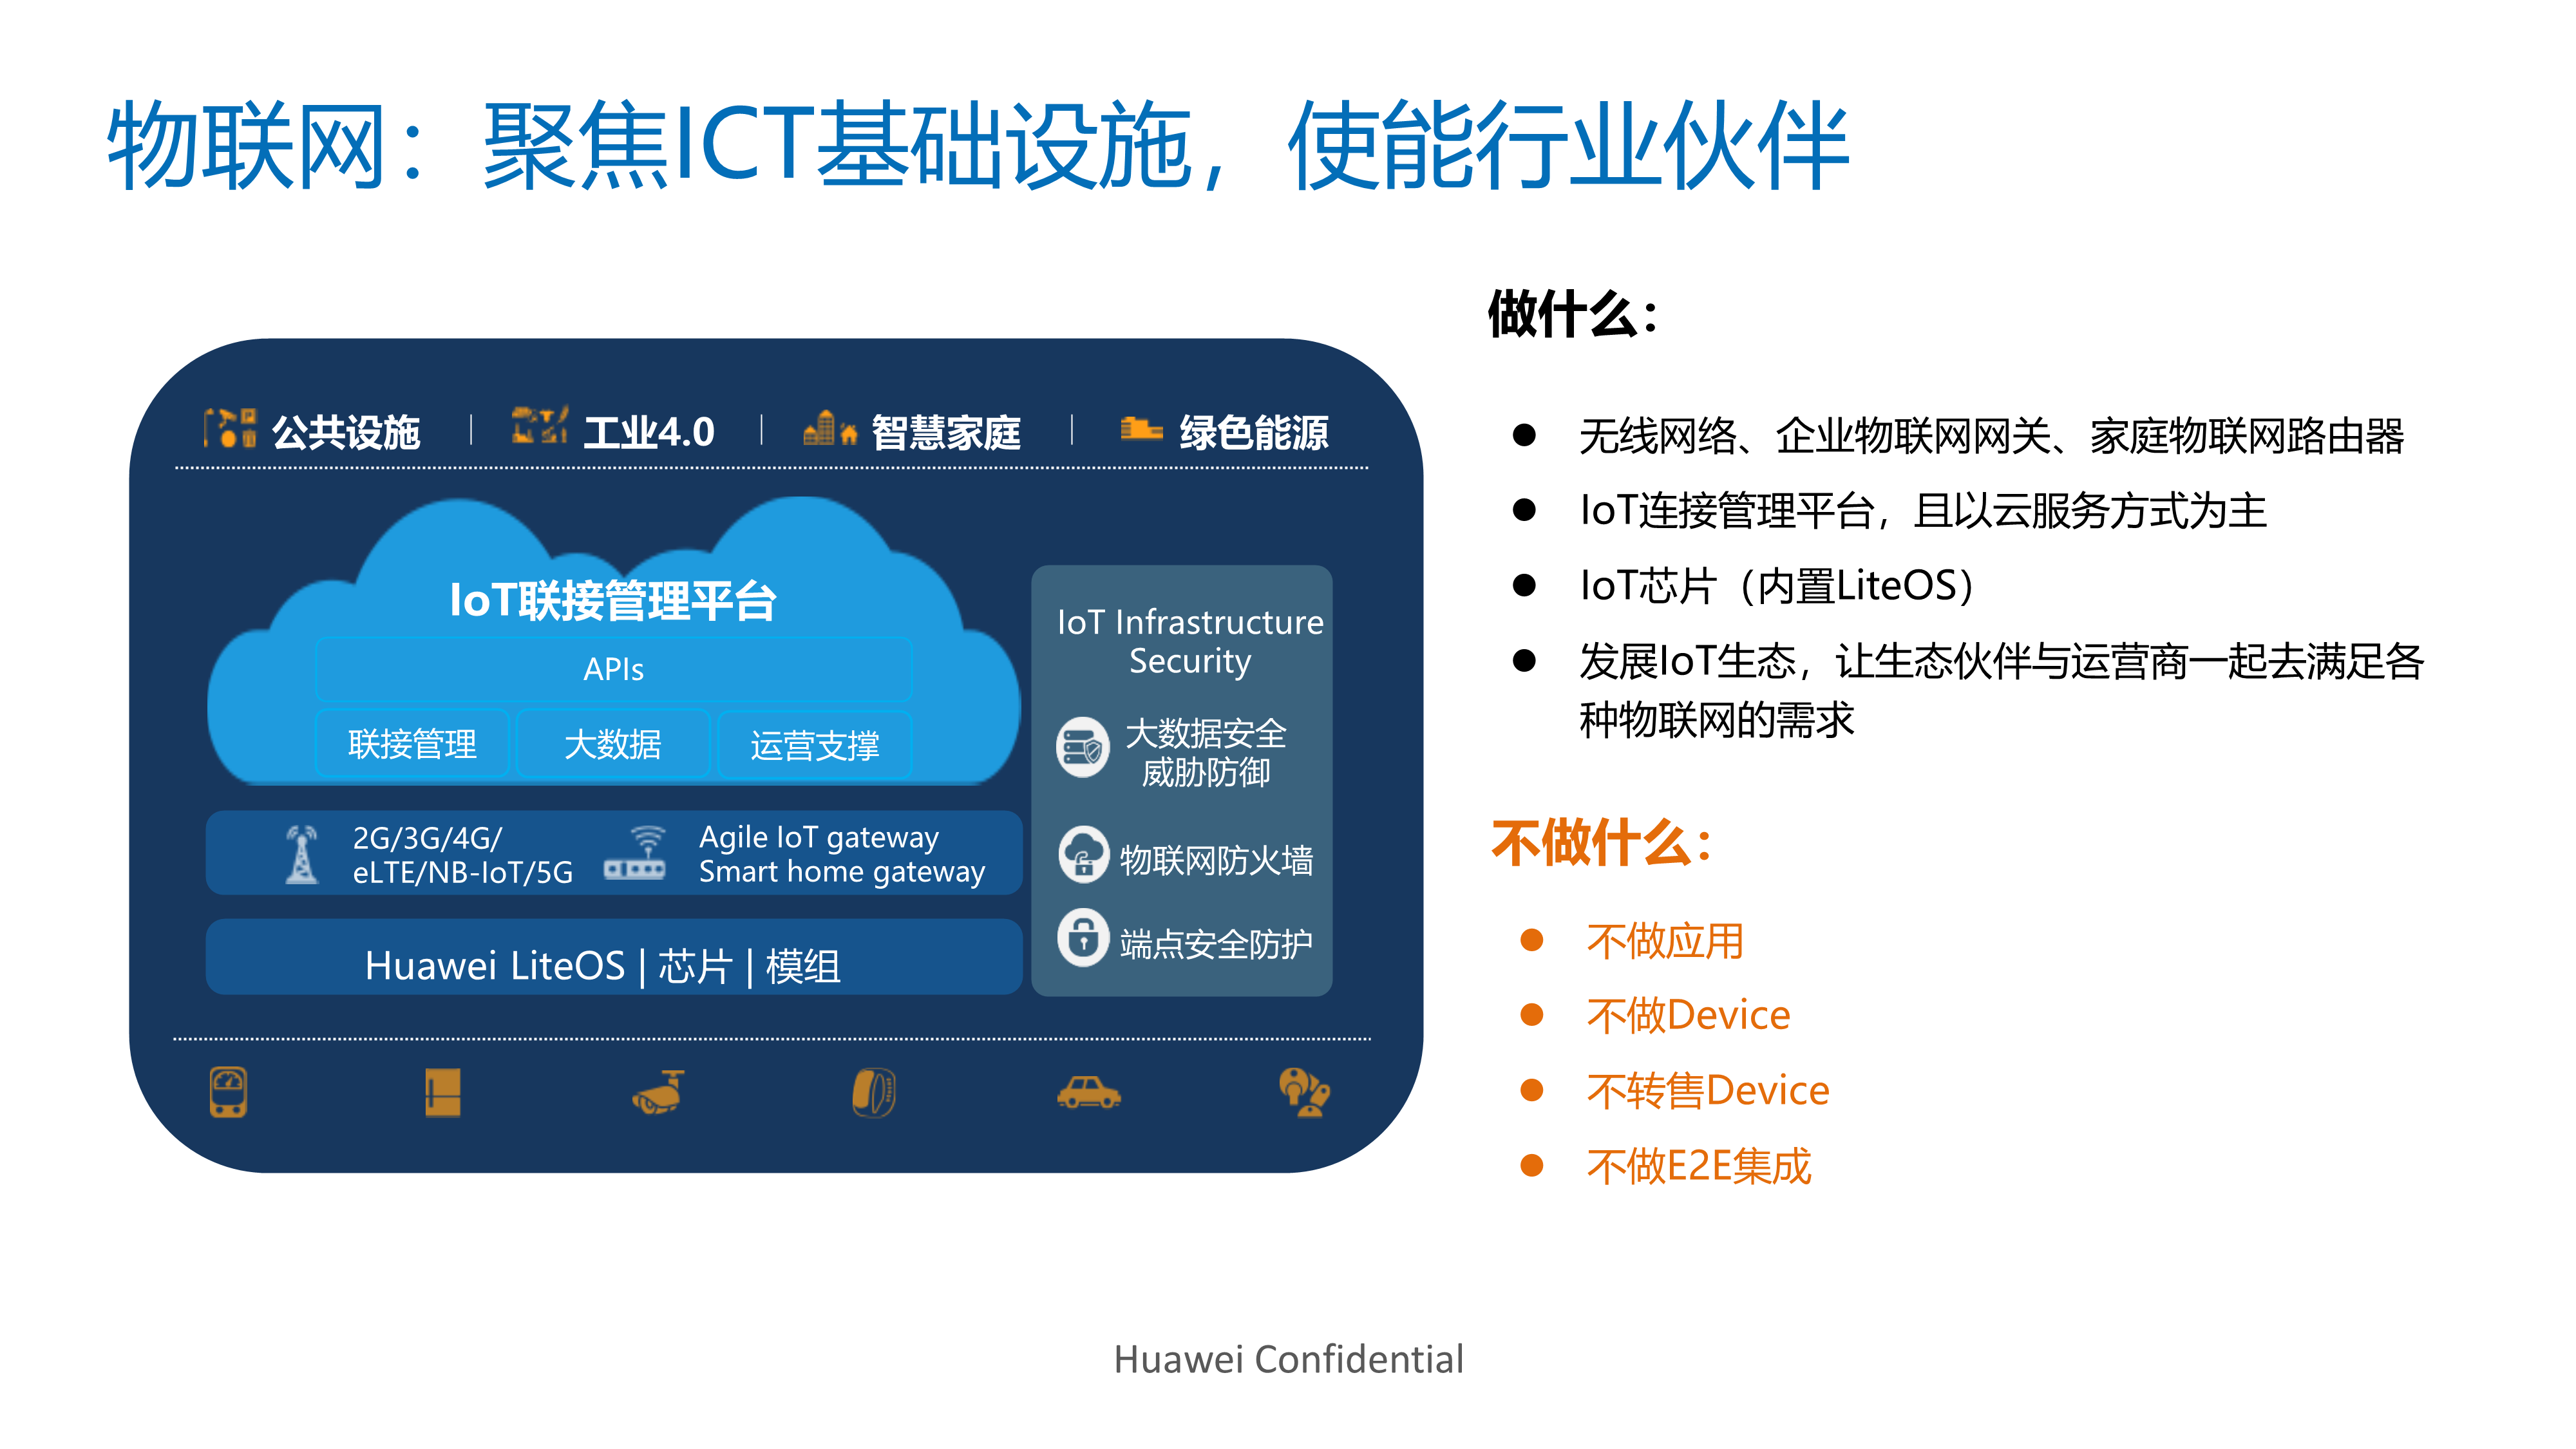 物联网：聚焦ICT基础设施，使能行业伙伴
公共设施 | 工业4.0 | 智慧家庭 | 绿色能源
IoT联接管理平台
APIs
联接管理 大数据 运营支撑
2G/3G/4G/
eLTE/NB-IoT/5G
Agile IoT gateway
Smart home gateway
Huawei LiteOS | 芯片 | 模组
IoT Infrastructure
Security
大数据安全
威胁防御
物联网防火墙
端点安全防护
做什么：
● 无线网络、企业物联网网关、家庭物联网路由器
● IoT连接管理平台，且以云服务方式为主
● IoT芯片（内置LiteOS）
● 发展IoT生态，让生态伙伴与运营商一起去满足各
种物联网的需求
不做什么：
● 不做应用
● 不做Device
● 不转售Device
● 不做E2E集成
Huawei Confidential